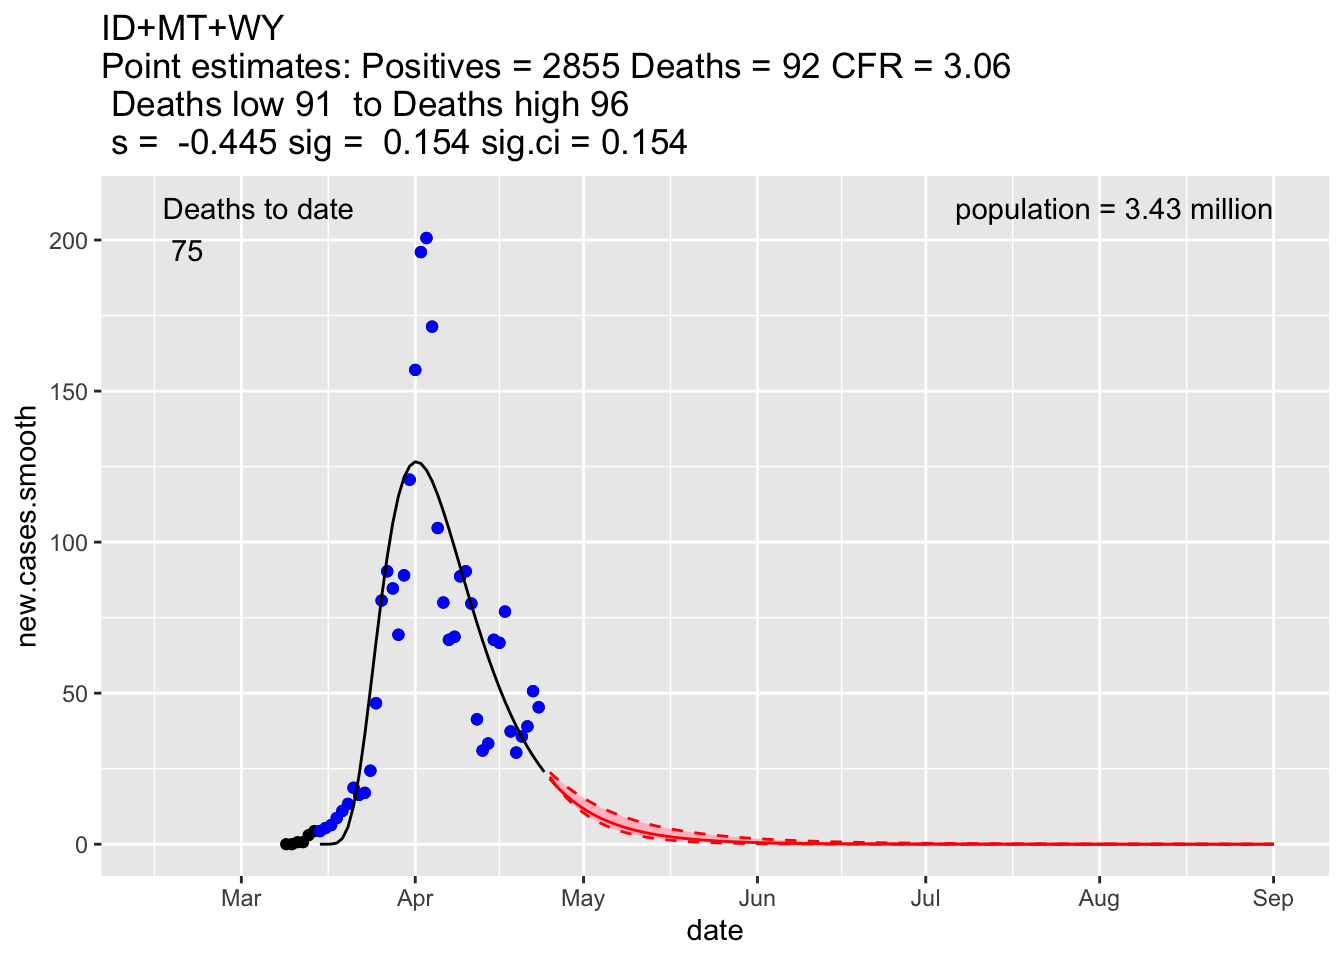 ID+MT+WY
Point estimates: Positives = 2855 Deaths = 92 CFR = 3.06
Deaths low 91  to Deaths high 96
s =  -0.445 sig =  0.154 sig.ci = 0.154
Deaths to date
75
population = 3.43 million
200
150
100
50
0
new.cases.smooth
Mar Apr May Jun Jul Aug Sep
date